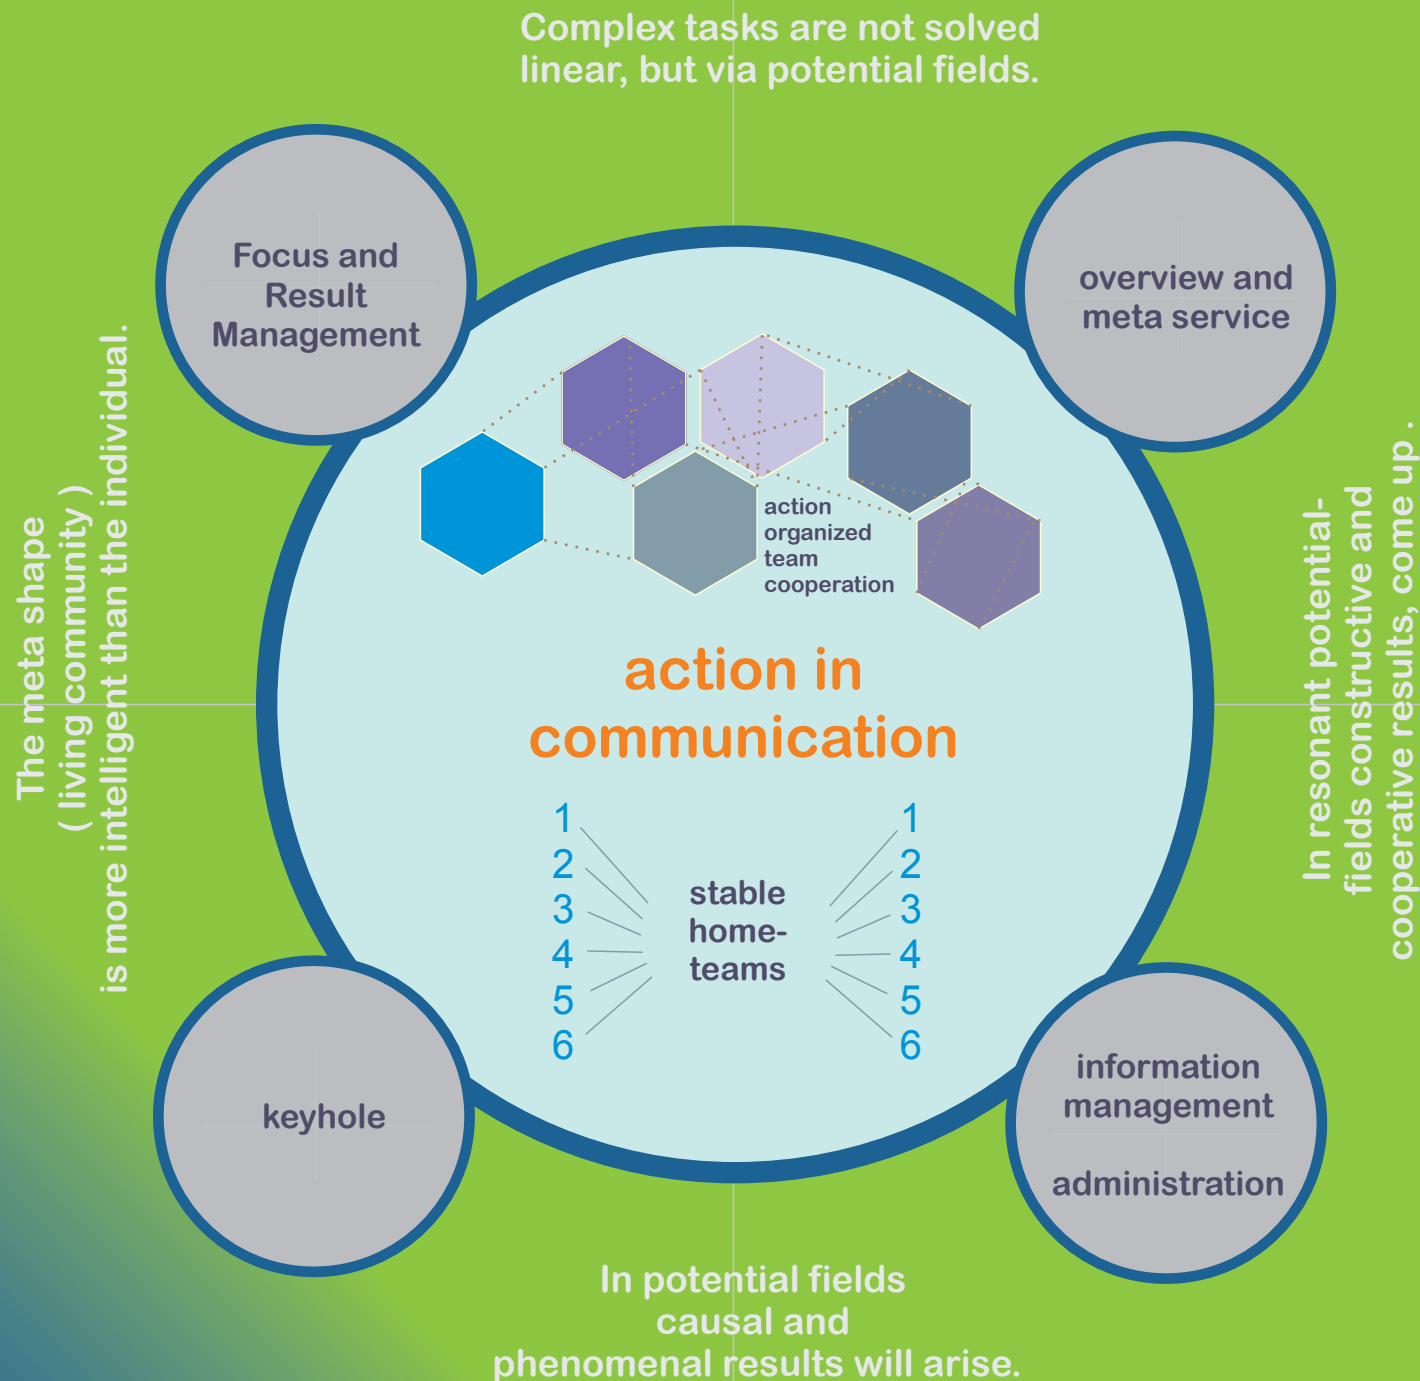 Complex tasks are not solved
linear, but via potential fields.
Focus and
Result
Management
overview and
meta service
The meta shape
( living community )
is more intelligent than the individual.
action
organized
team
cooperation
action in
communication
1
2
3
4
5
6
stable
home-
teams
1
2
3
4
5
6
In resonant potential-
fields constructive and
cooperative results, come up .
keyhole
information
management
administration
In potential fields
causal and
phenomenal results will arise.